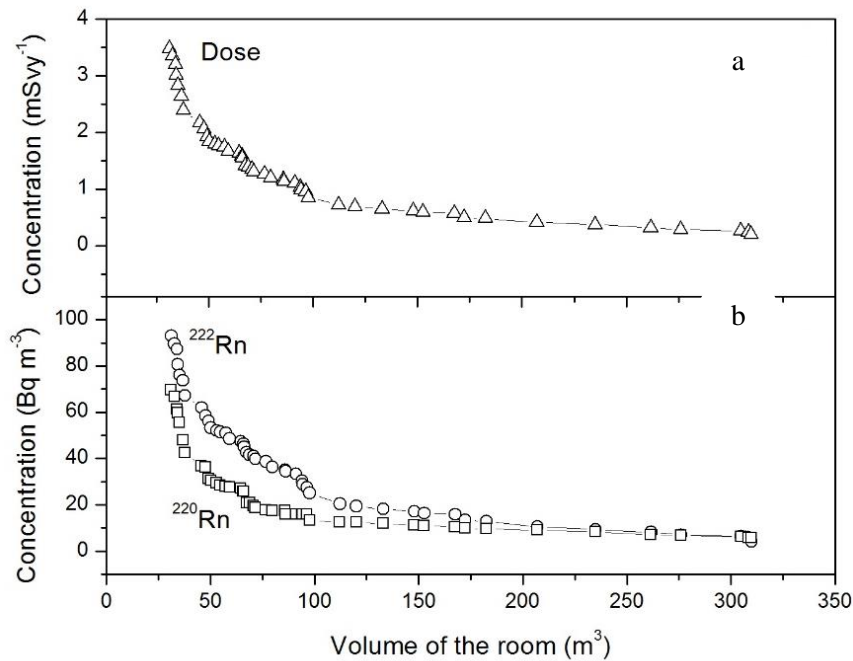 4
3
2
1
0
Concentration (mSvy⁻¹)
Dose
a
100
80
60
40
20
0
Concentration (Bq m⁻³)
²²²Rn
²²⁰Rn
b
0 50 100 150 200 250 300 350
Volume of the room (m³)